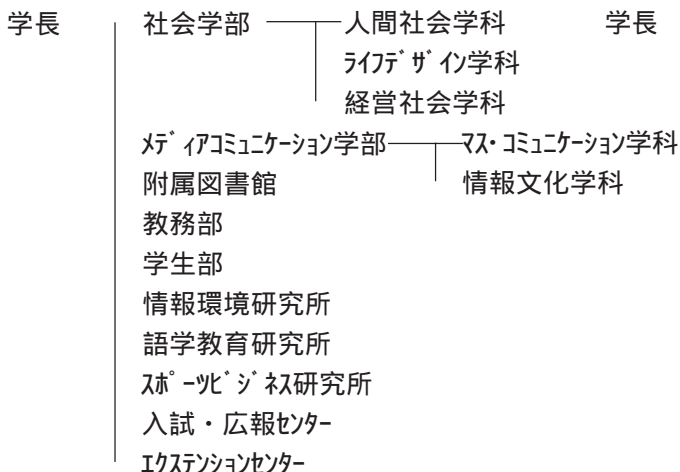 学長 社会学部 人間社会学科 学長
ﾗｲﾌﾃﾞｻﾞｲﾝ学科
経営社会学科
ﾒﾃﾞｨｱｺﾐｭﾆｹｰｼｮﾝ学部 ﾏｽ・ｺﾐｭﾆｹｰｼｮﾝ学科
附属図書館 情報文化学科
教務部
学生部
情報環境研究所
語学教育研究所
ｽﾎﾟｰﾂﾋﾞｼﾞﾈｽ研究所
入試・広報ｾﾝﾀｰ
ｴｸｽﾃﾝｼｮﾝｾﾝﾀｰ